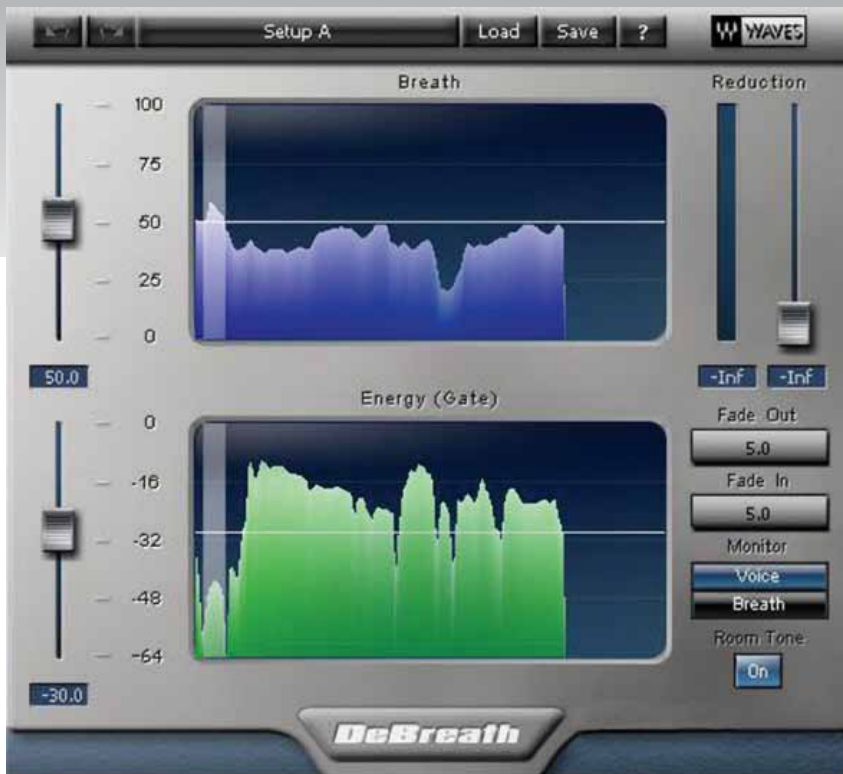 Setup A Load Save ? WAVES
Breath
Reduction
100
75
50
25
0
50.0
-Inf -Inf
Energy (Gate)
0
-16
-32
-48
-64
-30.0
Fade Out
5.0
Fade In
5.0
Monitor
Voice
Breath
Room Tone
On
DeBreath